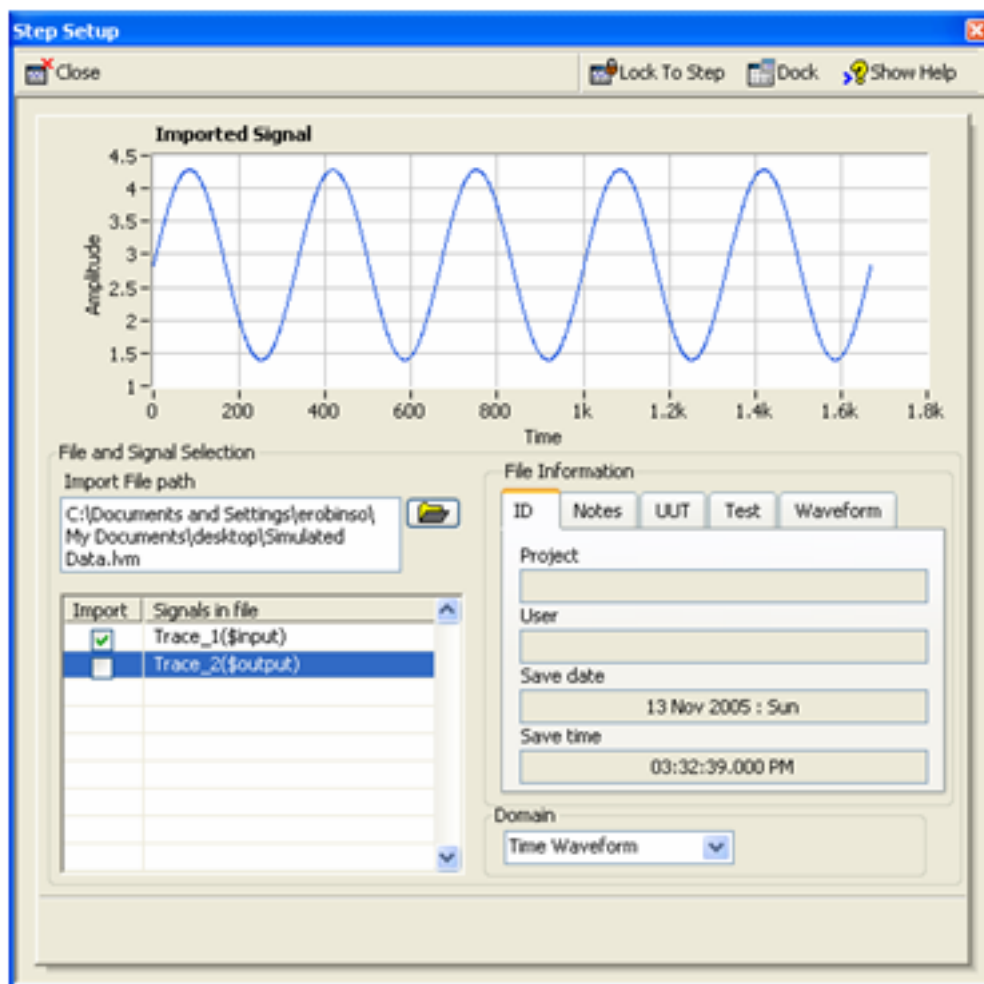 Step Setup
Close
Lock To Step
Dock
Show Help
Imported Signal
4.5
4
3.5
3
2.5
2
1.5
1
Amplitude
0 200 400 600 800 1k 1.2k 1.4k 1.6k 1.8k
Time
File and Signal Selection
Import File path
C:\Documents and Settings\erobinso\
My Documents\desktop\Simulated
Data.lvm
Import Signals in file
Trace_1($input)
Trace_2($output)
File Information
ID Notes UUT Test Waveform
Project
User
Save date
13 Nov 2005 : Sun
Save time
03:32:39.000 PM
Domain
Time Waveform